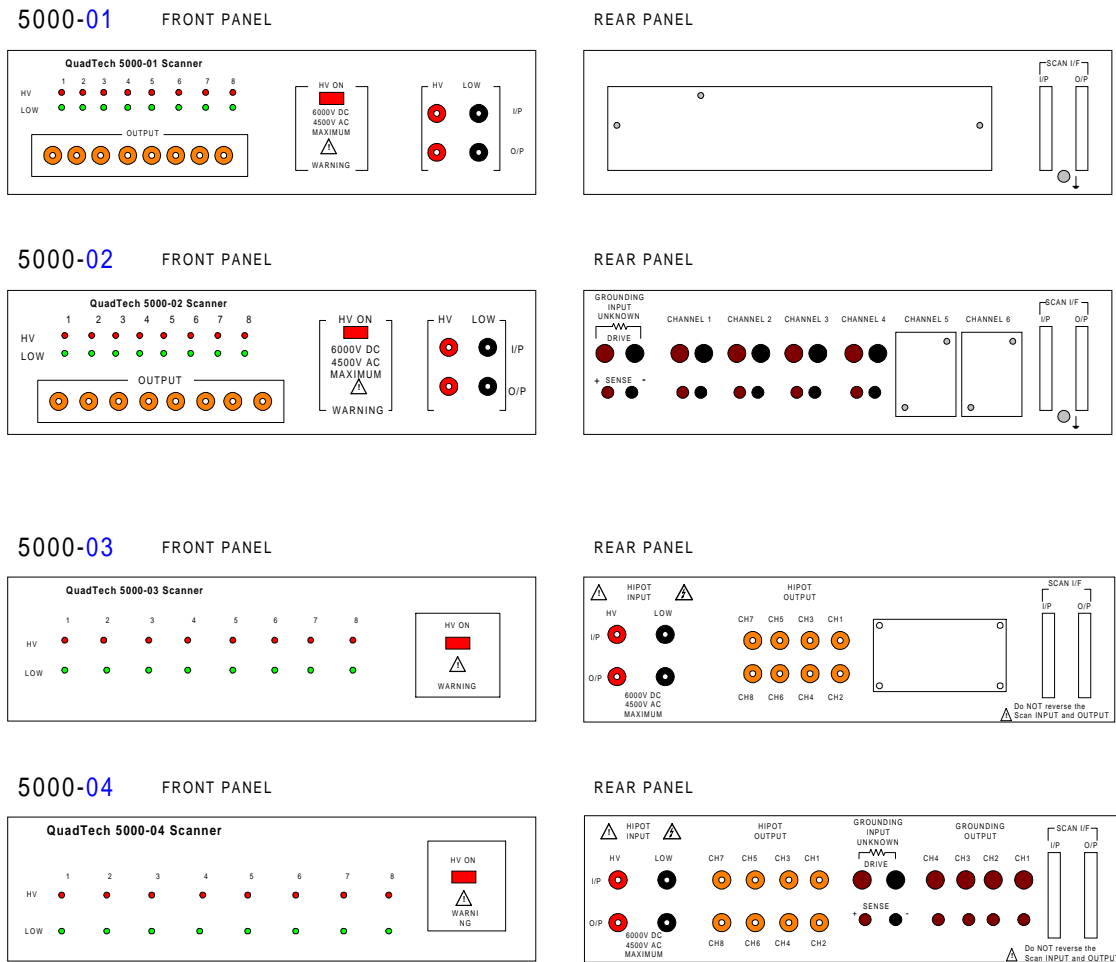 5000-01 FRONT PANEL REAR PANEL
QuadTech 5000-01 Scanner
1 2 3 4 5 6 7 8
HV
LOW
OUTPUT
HV ON
6000V DC
4500V AC
MAXIMUM
WARNING
HV LOW
I/P
O/P
SCAN I/F
I/P O/P
5000-02 FRONT PANEL REAR PANEL
QuadTech 5000-02 Scanner
1 2 3 4 5 6 7 8
HV
LOW
OUTPUT
HV ON
6000V DC
4500V AC
MAXIMUM
WARNING
HV LOW
I/P
O/P
GROUNDING
INPUT
UNKNOWN
DRIVE
+ SENSE -
CHANNEL 1 CHANNEL 2 CHANNEL 3 CHANNEL 4 CHANNEL 5 CHANNEL 6
SCAN I/F
I/P O/P
5000-03 FRONT PANEL REAR PANEL
QuadTech 5000-03 Scanner
1 2 3 4 5 6 7 8
HV
LOW
HV ON
WARNING
HIPOT
INPUT
HV LOW
I/P
O/P
6000V DC
4500V AC
MAXIMUM
HIPOT
OUTPUT
CH7 CH5 CH3 CH1
CH8 CH6 CH4 CH2
SCAN I/F
I/P O/P
Do NOT reverse the
Scan INPUT and OUTPUT
5000-04 FRONT PANEL REAR PANEL
QuadTech 5000-04 Scanner
1 2 3 4 5 6 7 8
HV
LOW
HV ON
WARNI
NG
HIPOT
INPUT
HV LOW
I/P
O/P
6000V DC
4500V AC
MAXIMUM
HIPOT
OUTPUT
CH7 CH5 CH3 CH1
CH8 CH6 CH4 CH2
GROUNDING
INPUT
UNKNOWN
DRIVE
SENSE
+ -
GROUNDING
OUTPUT
CH4 CH3 CH2 CH1
SCAN I/F
I/P O/P
Do NOT reverse the
Scan INPUT and OUTPU